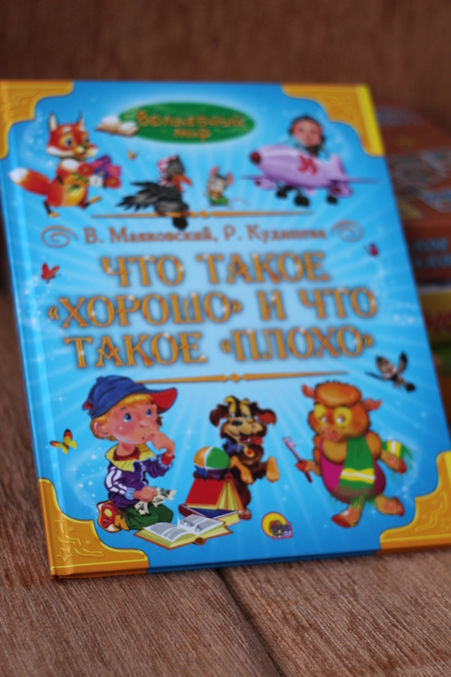 Волшебный
мир
В. Маяковский, Р. Кудашева
ЧТО ТАКОЕ
«ХОРОШО» И ЧТО
ТАКОЕ «ПЛОХО»